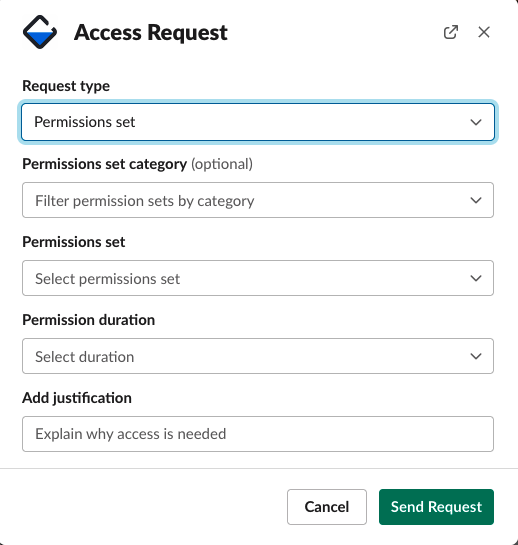 Access Request
Request type
Permissions set
Permissions set category (optional)
Filter permission sets by category
Permissions set
Select permissions set
Permission duration
Select duration
Add justification
Explain why access is needed
Cancel
Send Request